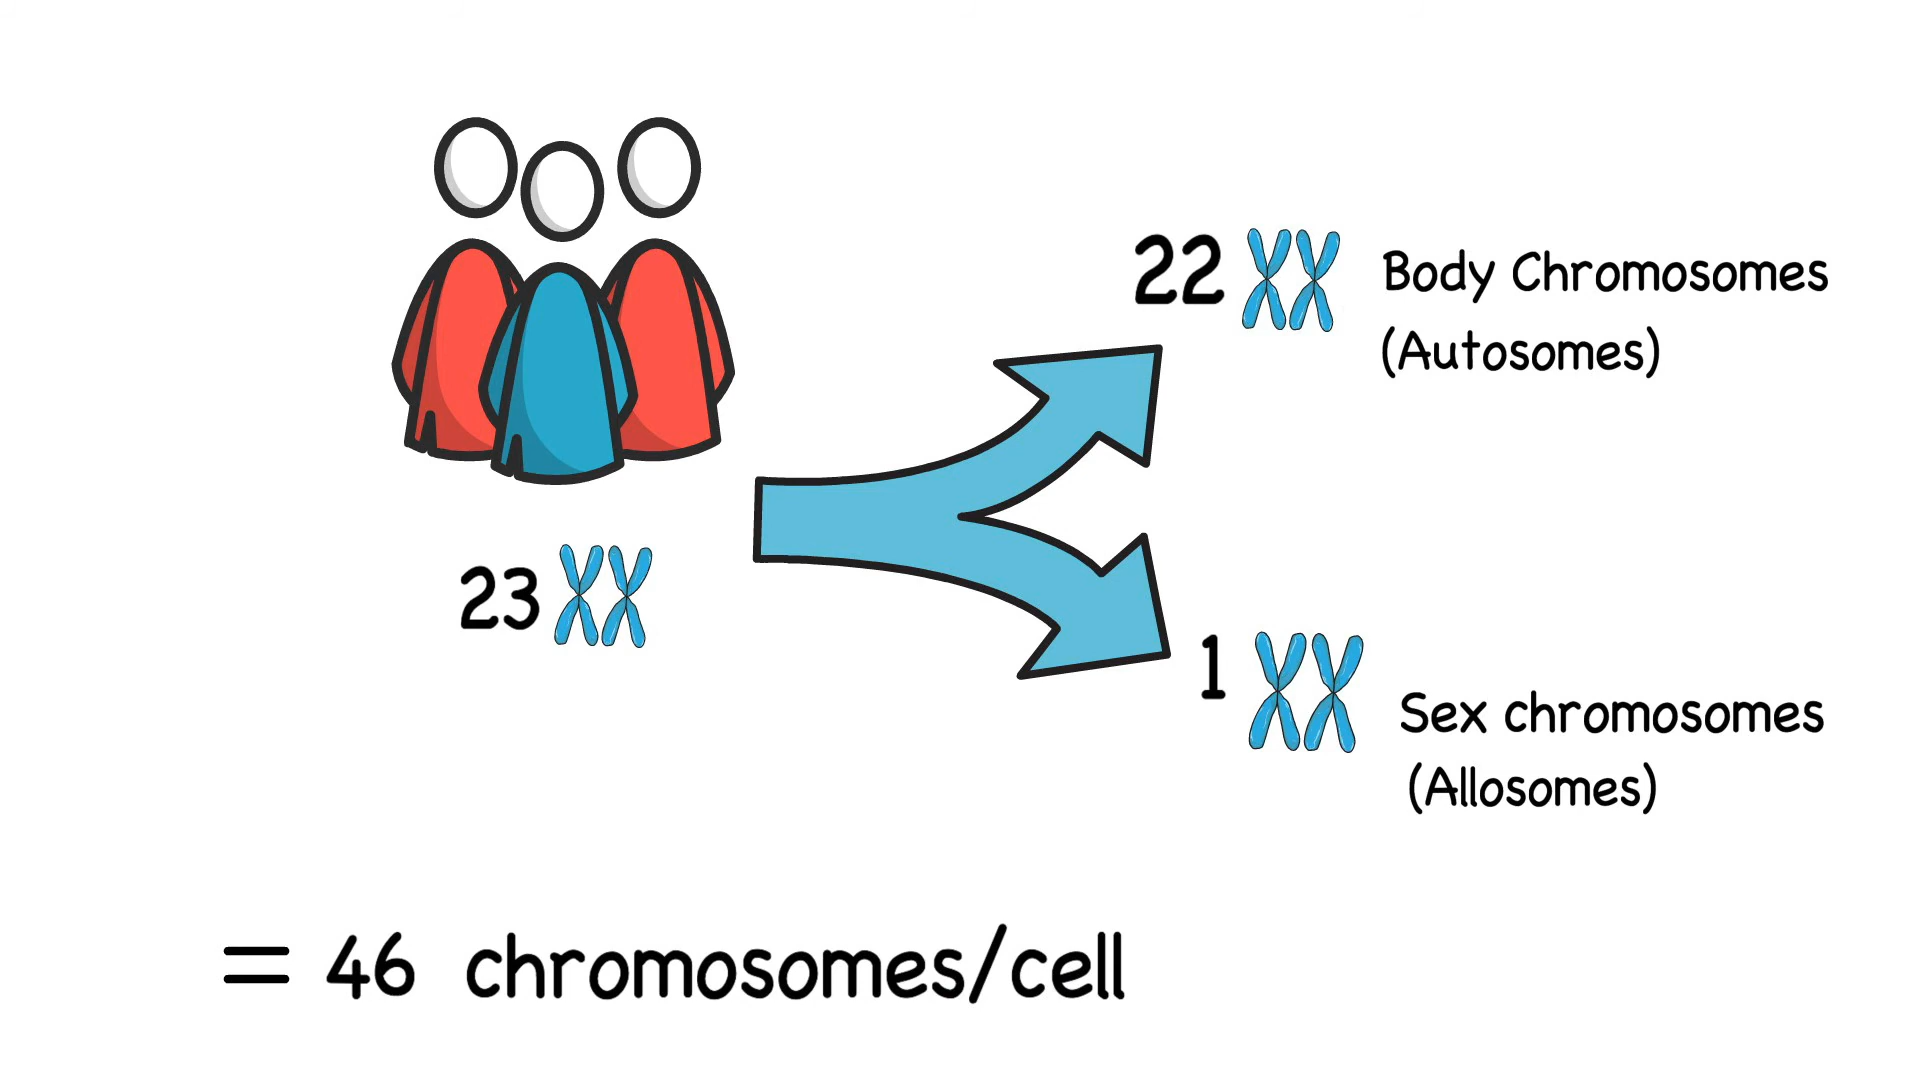 22
Body Chromosomes
(Autosomes)
23
1
Sex chromosomes
(Allosomes)
= 46 chromosomes/cell